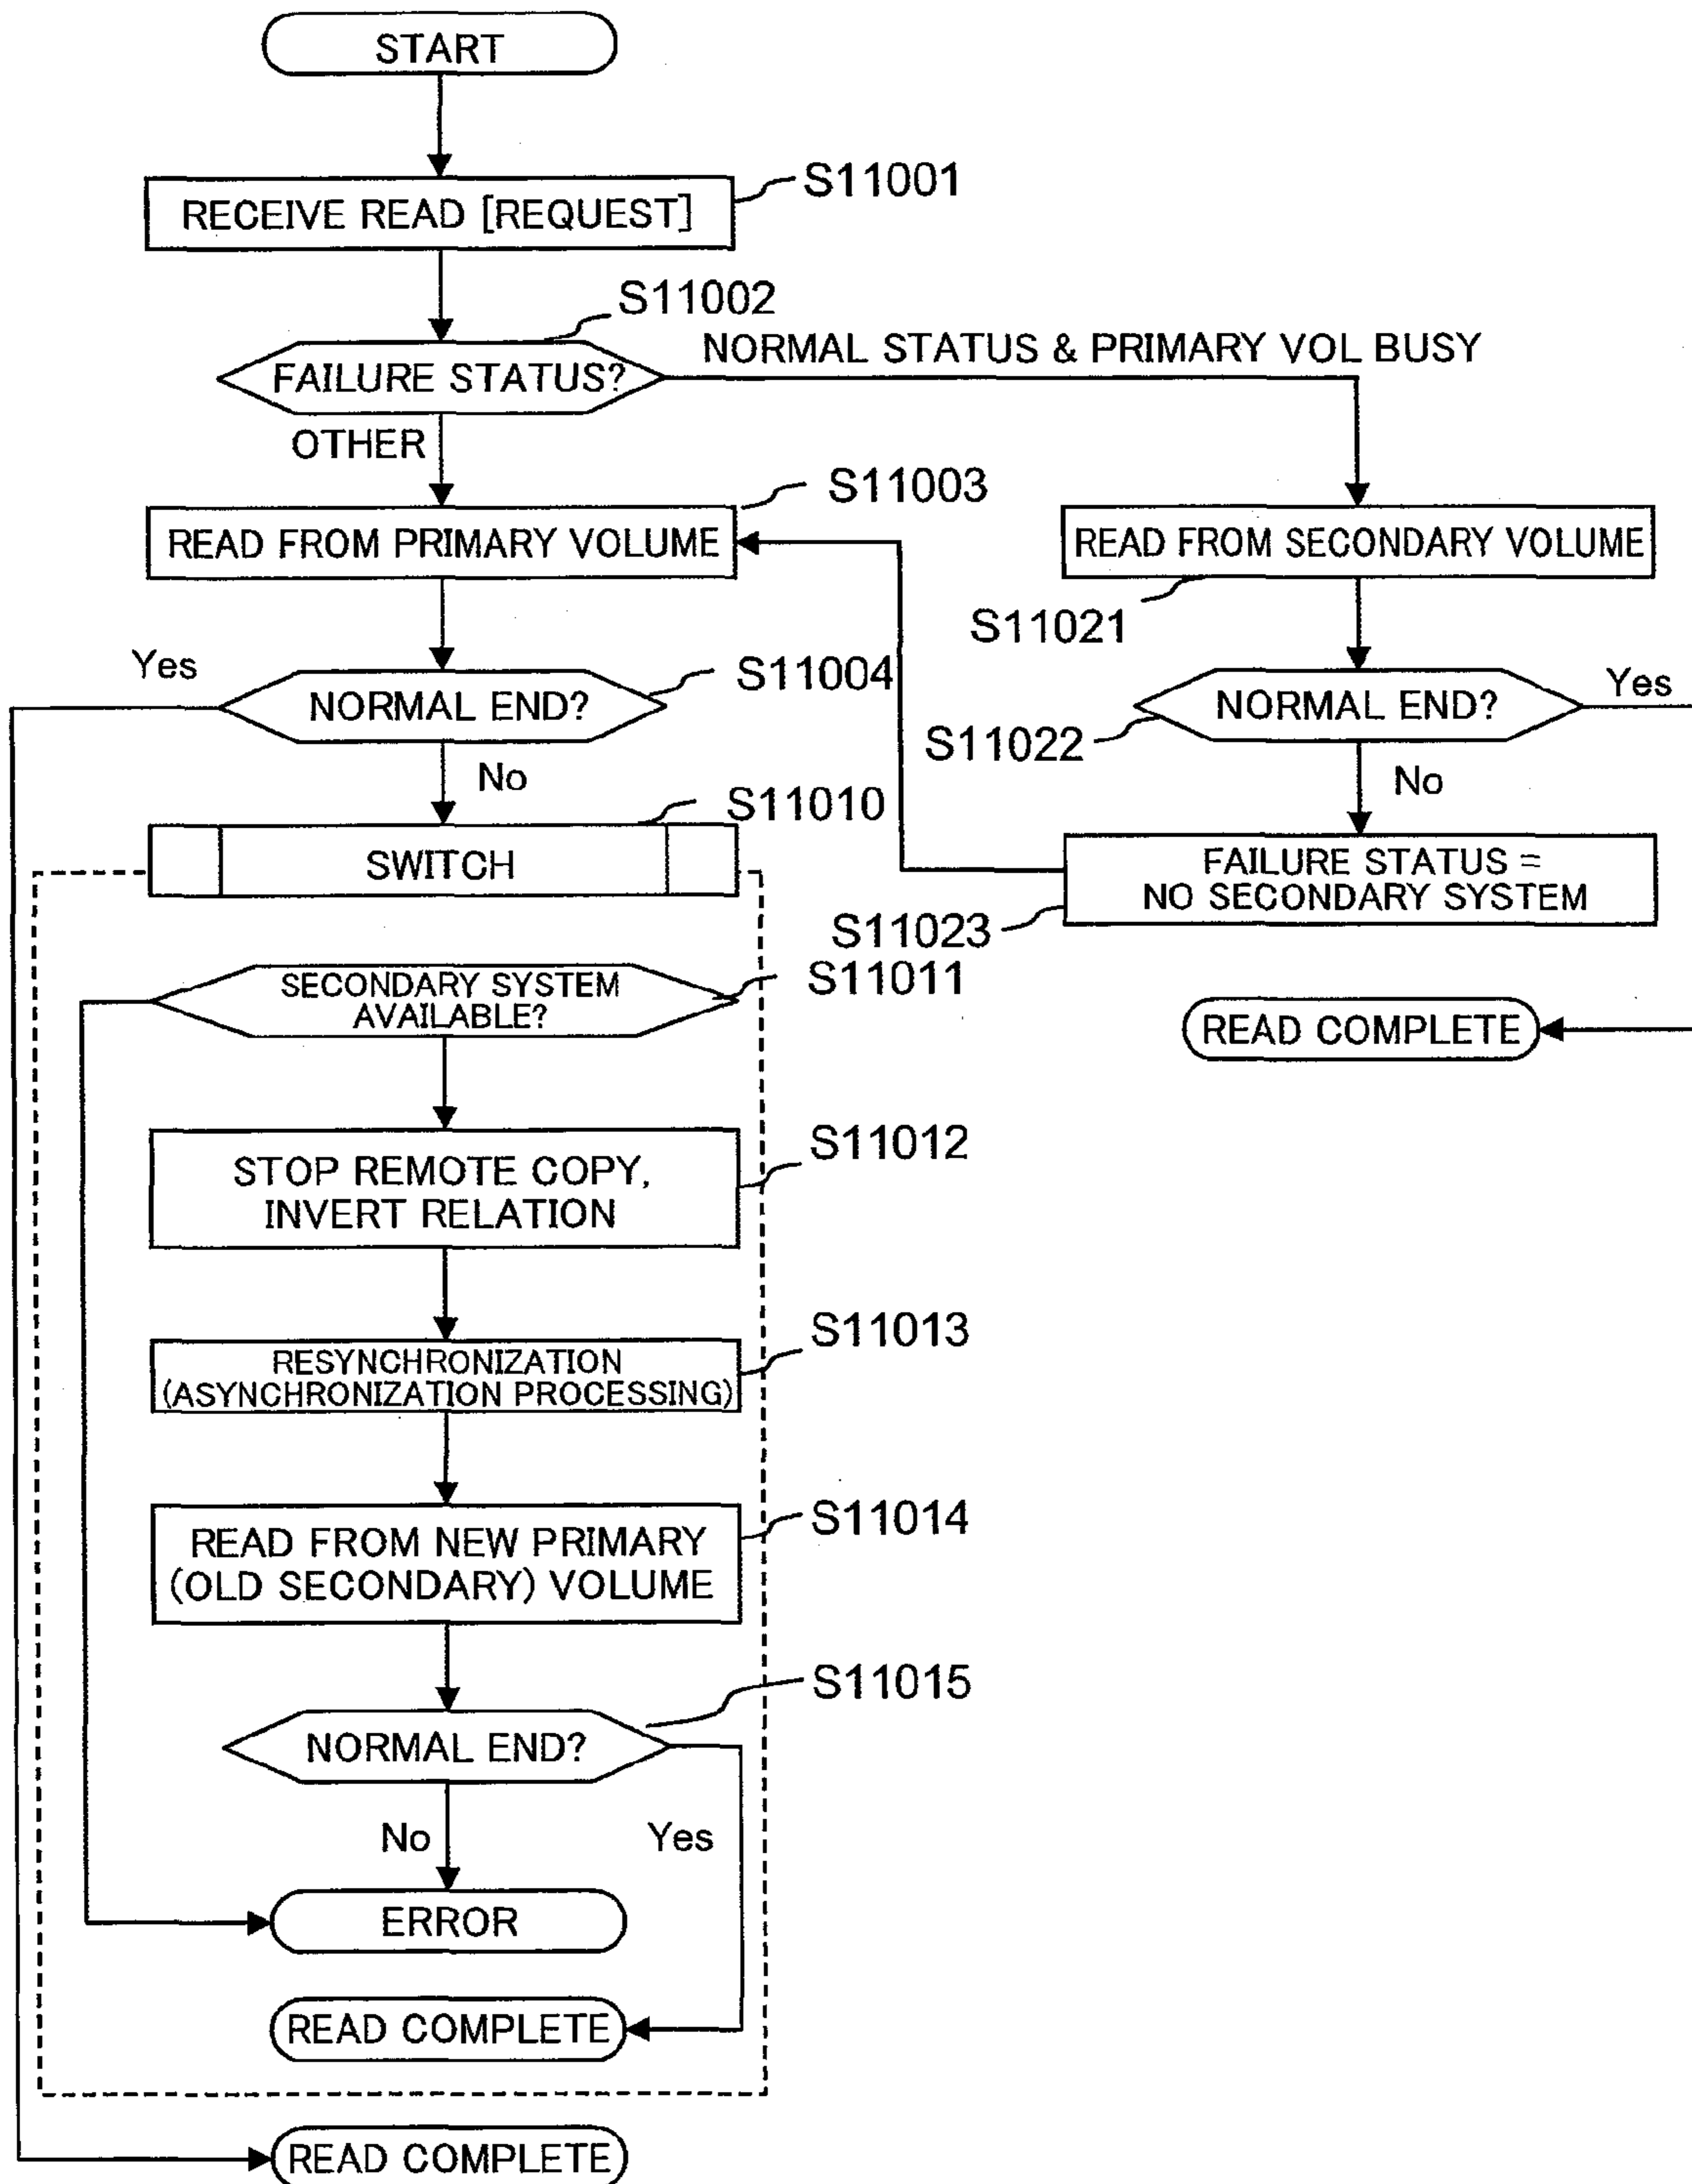 START
S11001
RECEIVE READ [REQUEST]
S11002
NORMAL STATUS & PRIMARY VOL BUSY
FAILURE STATUS?
OTHER
S11003
READ FROM PRIMARY VOLUME
READ FROM SECONDARY VOLUME
S11021
Yes
S11004
NORMAL END?
Yes
NORMAL END?
S11022
No
No
S11010
SWITCH
FAILURE STATUS =
NO SECONDARY SYSTEM
S11023
SECONDARY SYSTEM
AVAILABLE?
S11011
READ COMPLETE
S11012
STOP REMOTE COPY,
INVERT RELATION
S11013
RESYNCHRONIZATION
(ASYNCHRONIZATION PROCESSING)
S11014
READ FROM NEW PRIMARY
(OLD SECONDARY) VOLUME
S11015
NORMAL END?
No
Yes
ERROR
READ COMPLETE
READ COMPLETE